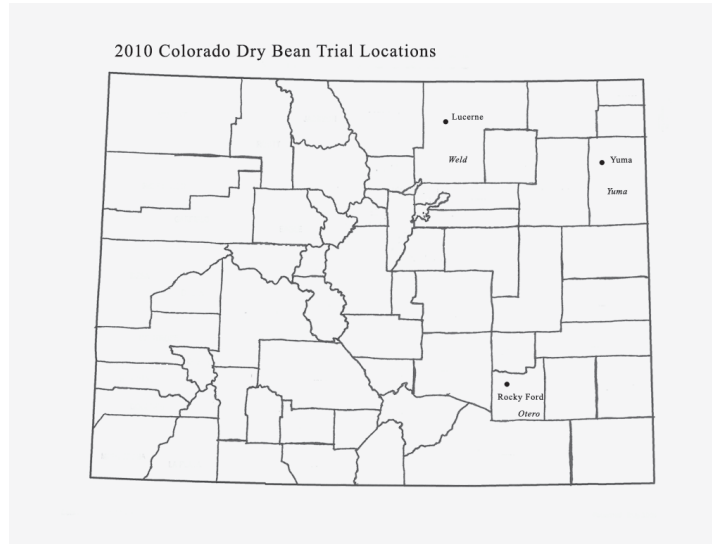 2010 Colorado Dry Bean Trial Locations
Lucerne
Weld
Yuma
Yuma
Rocky Ford
Otero